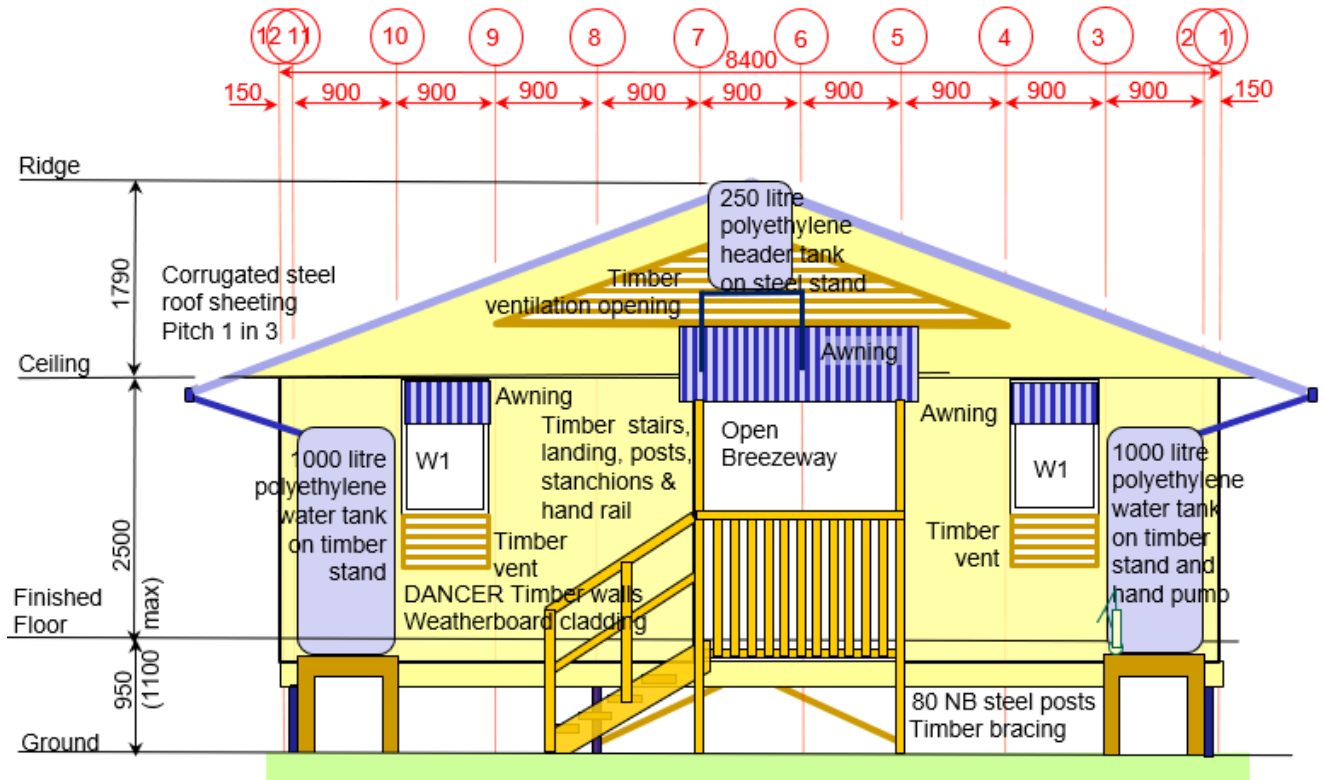 12 11 10 9 8 7 6 5 4 3 2 1
8400
150 900 900 900 900 900 900 900 900 900 150
Ridge
1790
Corrugated steel
roof sheeting
Pitch 1 in 3
250 litre
polyethylene
header tank
on steel stand
Timber
ventilation opening
Awning
Ceiling
2500
Awning
W1
1000 litre
polyethylene
water tank
on timber
stand
Timber
vent
Timber stairs,
landing, posts,
stanchions &
hand rail
Open
Breezeway
Awning
W1
Timber
vent
1000 litre
polyethylene
water tank
on timber
stand and
hand pump
DANCER Timber walls
Weatherboard cladding
Finished
Floor
950
(1100 max)
80 NB steel posts
Timber bracing
Ground